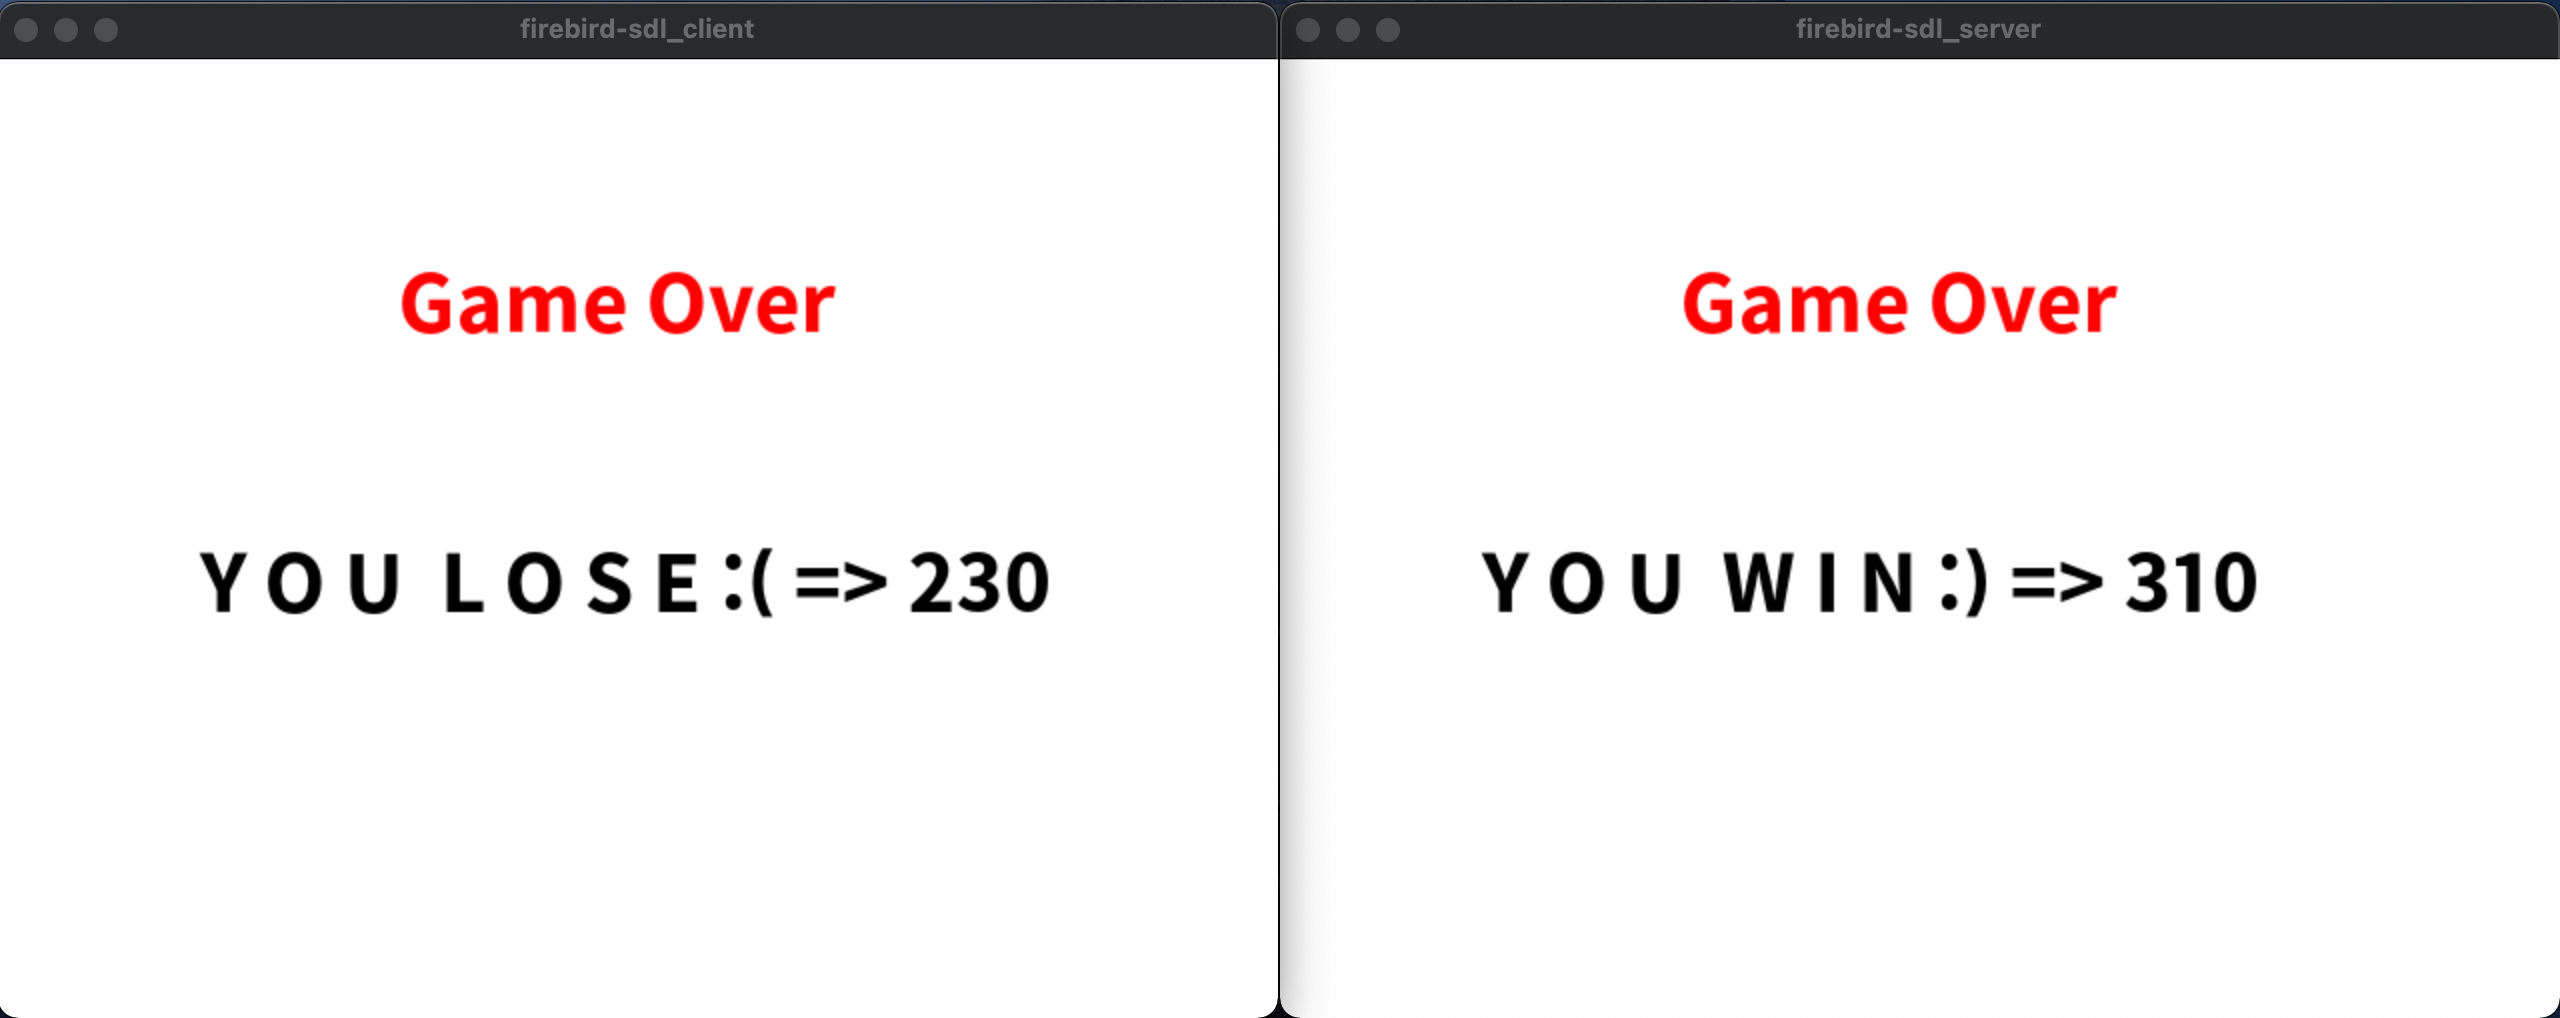 firebird-sdl_client
Game Over
Y O U  L O S E :( => 230
firebird-sdl_server
Game Over
Y O U  W I N :) => 310